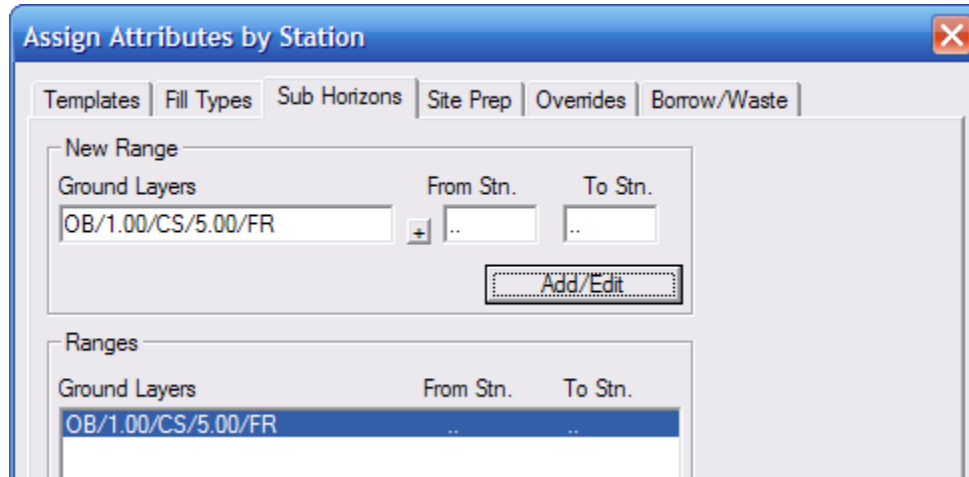 Assign Attributes by Station
Templates Fill Types Sub Horizons Site Prep Overrides Borrow/Waste
New Range
Ground Layers From Stn. To Stn.
OB/1.00/CS/5.00/FR + .. ..
Add/Edit
Ranges
Ground Layers From Stn. To Stn.
OB/1.00/CS/5.00/FR .. ..